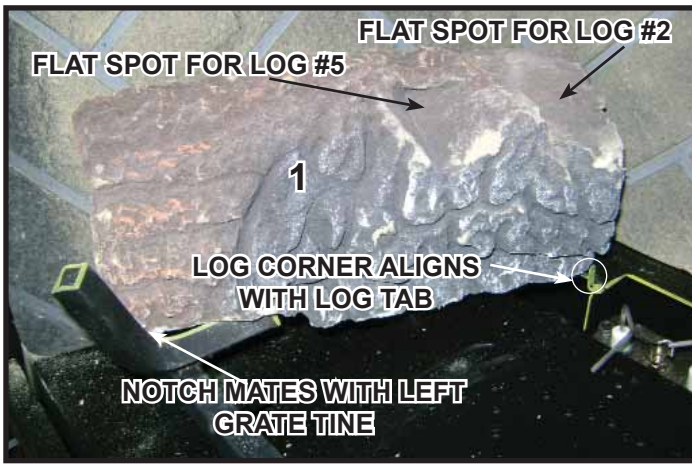 FLAT SPOT FOR LOG #2
FLAT SPOT FOR LOG #5
1
LOG CORNER ALIGNS
WITH LOG TAB
NOTCH MATES WITH LEFT
GRATE TINE